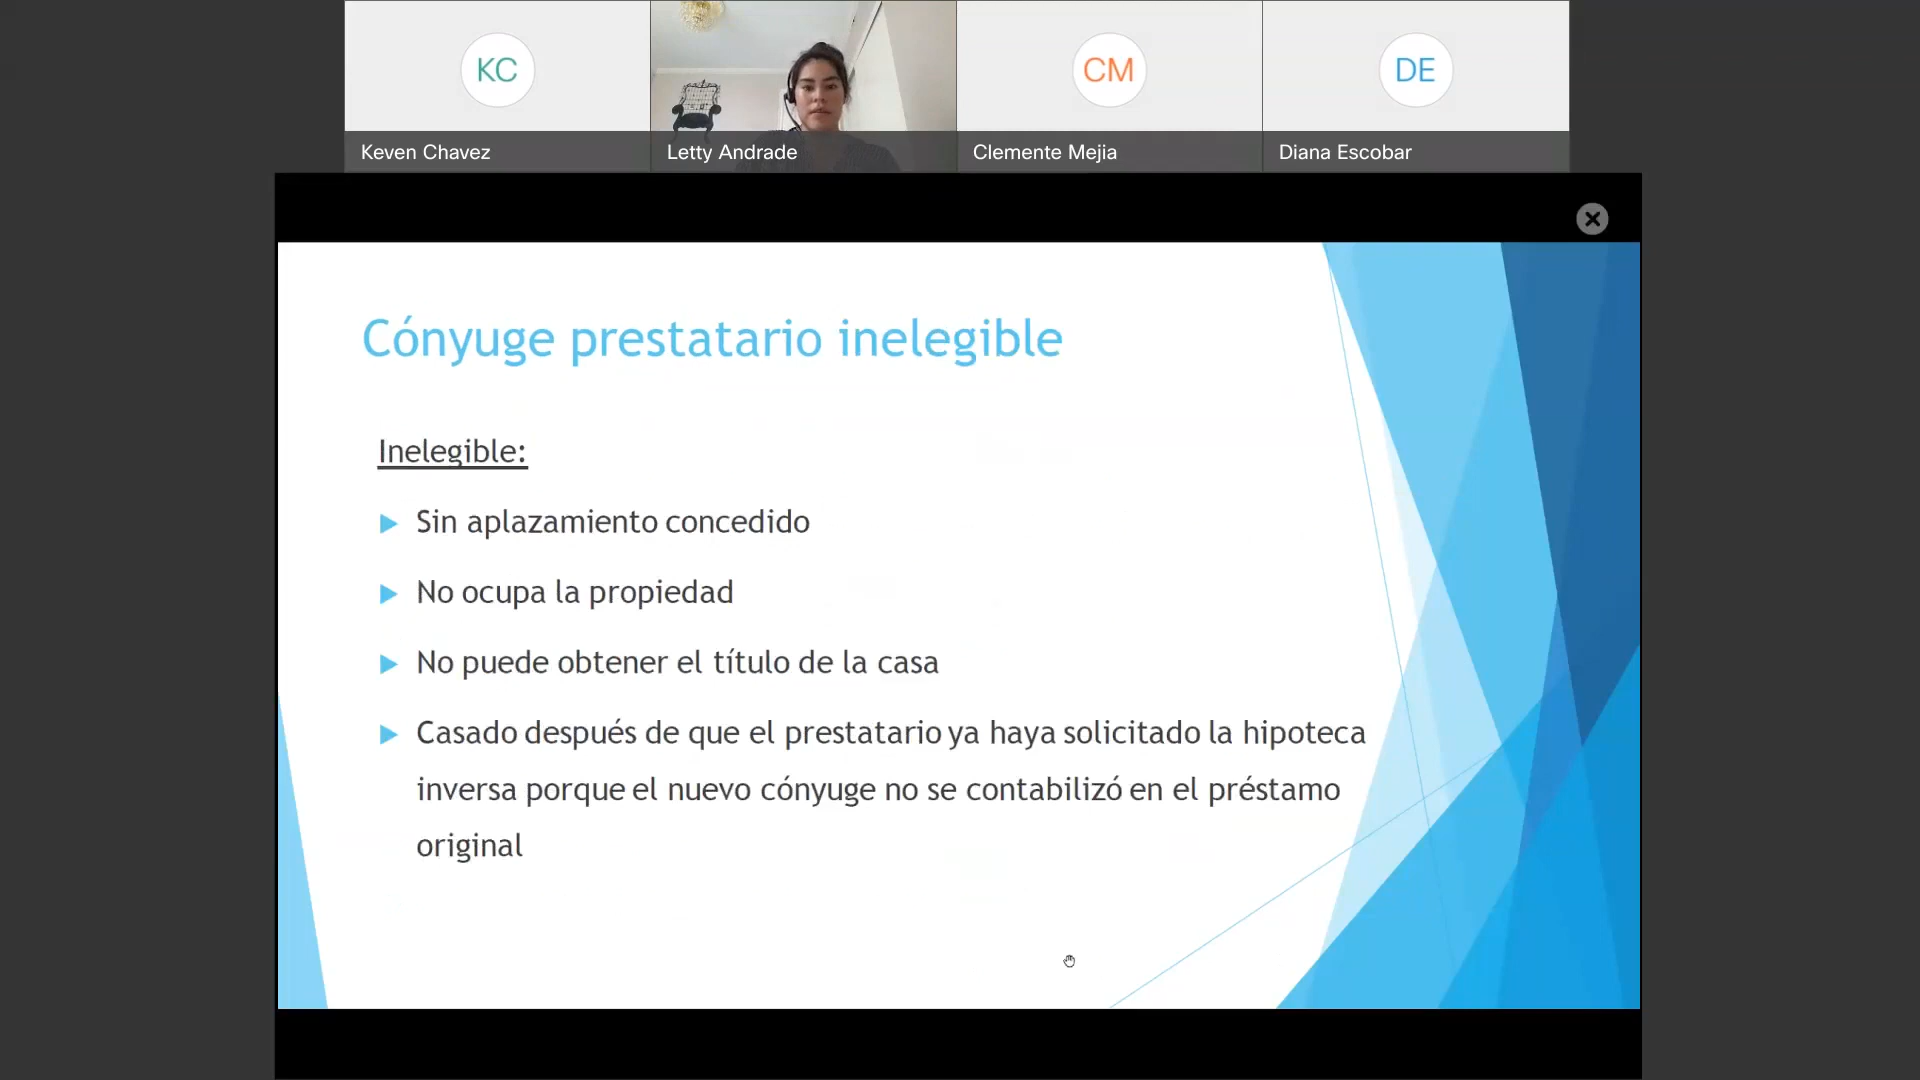 KC
CM
DE
Keven Chavez
Letty Andrade
Clemente Mejia
Diana Escobar
Cónyuge prestatario inelegible
Inelegible:
Sin aplazamiento concedido
No ocupa la propiedad
No puede obtener el título de la casa
Casado después de que el prestatario ya haya solicitado la hipoteca
inversa porque el nuevo cónyuge no se contabilizó en el préstamo
original